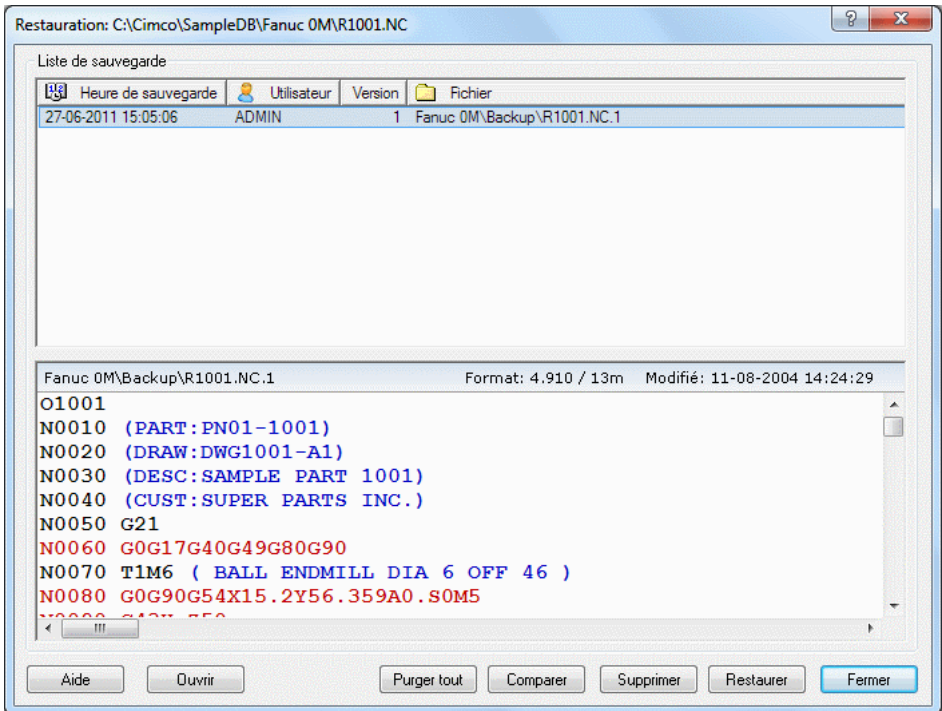 Restauration: C:\Cimco\SampleDB\Fanuc 0M\R1001.NC
Liste de sauvegarde
Heure de sauvegarde Utilisateur Version Fichier
27-06-2011 15:05:06 ADMIN 1 Fanuc 0M\Backup\R1001.NC.1
Fanuc 0M\Backup\R1001.NC.1 Format: 4.910 / 13m Modifié: 11-08-2004 14:24:29
O1001
N0010 (PART:PN01-1001)
N0020 (DRAW:DWG1001-A1)
N0030 (DESC:SAMPLE PART 1001)
N0040 (CUST:SUPER PARTS INC.)
N0050 G21
N0060 G0G17G40G49G80G90
N0070 T1M6 ( BALL ENDMILL DIA 6 OFF 46 )
N0080 G0G90G54X15.2Y56.359A0.S0M5
Aide Ouvrir Purger tout Comparer Supprimer Restaurer Fermer